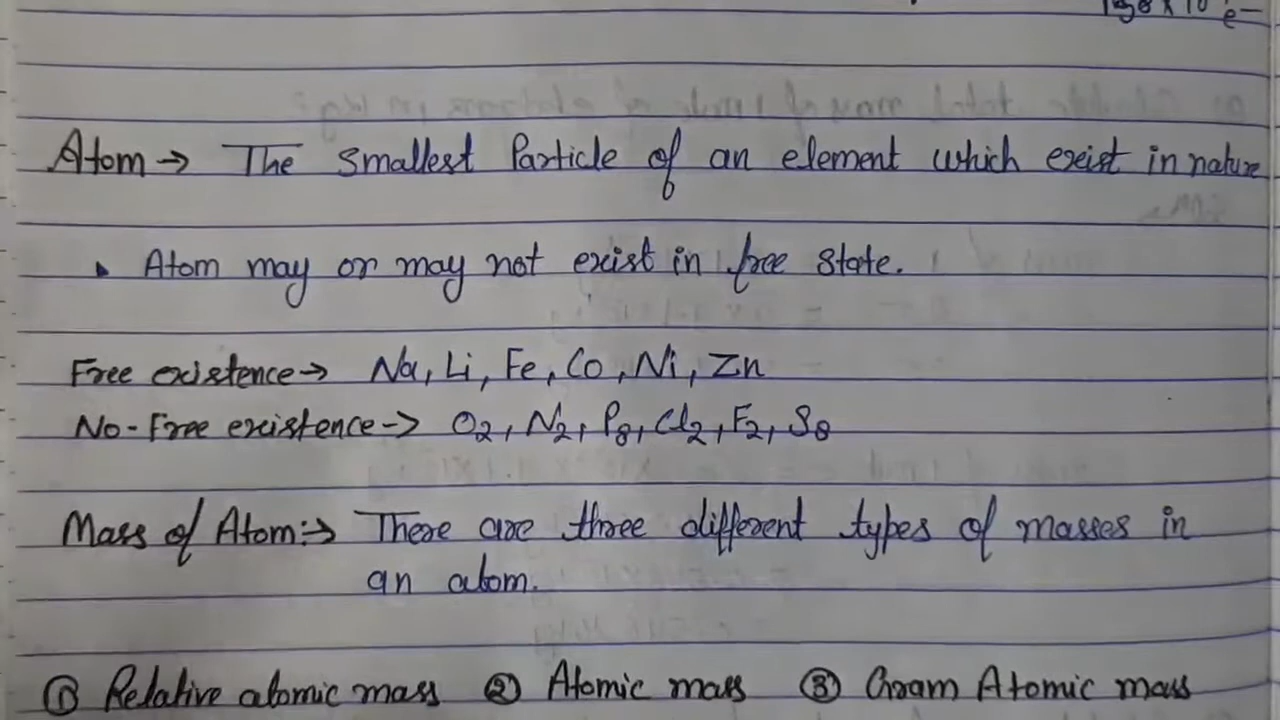 Atom → The Smallest Particle of an element which exist in nature
• Atom may or may not exist in free State.
Free existence → Na, Li, Fe, Co, Ni, Zn
No-Free existence → O2, N2, P8, Cl2, F2, S8
Mass of Atom :→ There are three different types of masses in
an atom.
① Relative atomic mass ② Atomic mass ③ Gram Atomic mass